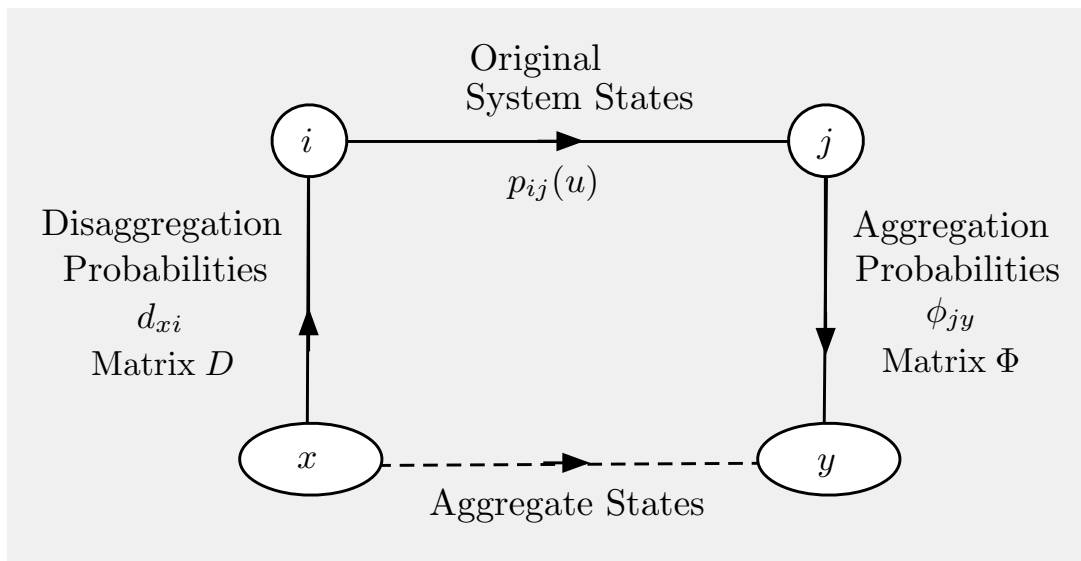 Original
System States
i
j
p_{ij}(u)
Disaggregation
Probabilities
d_{xi}
Matrix D
Aggregation
Probabilities
ϕ_{jy}
Matrix Φ
x
y
Aggregate States